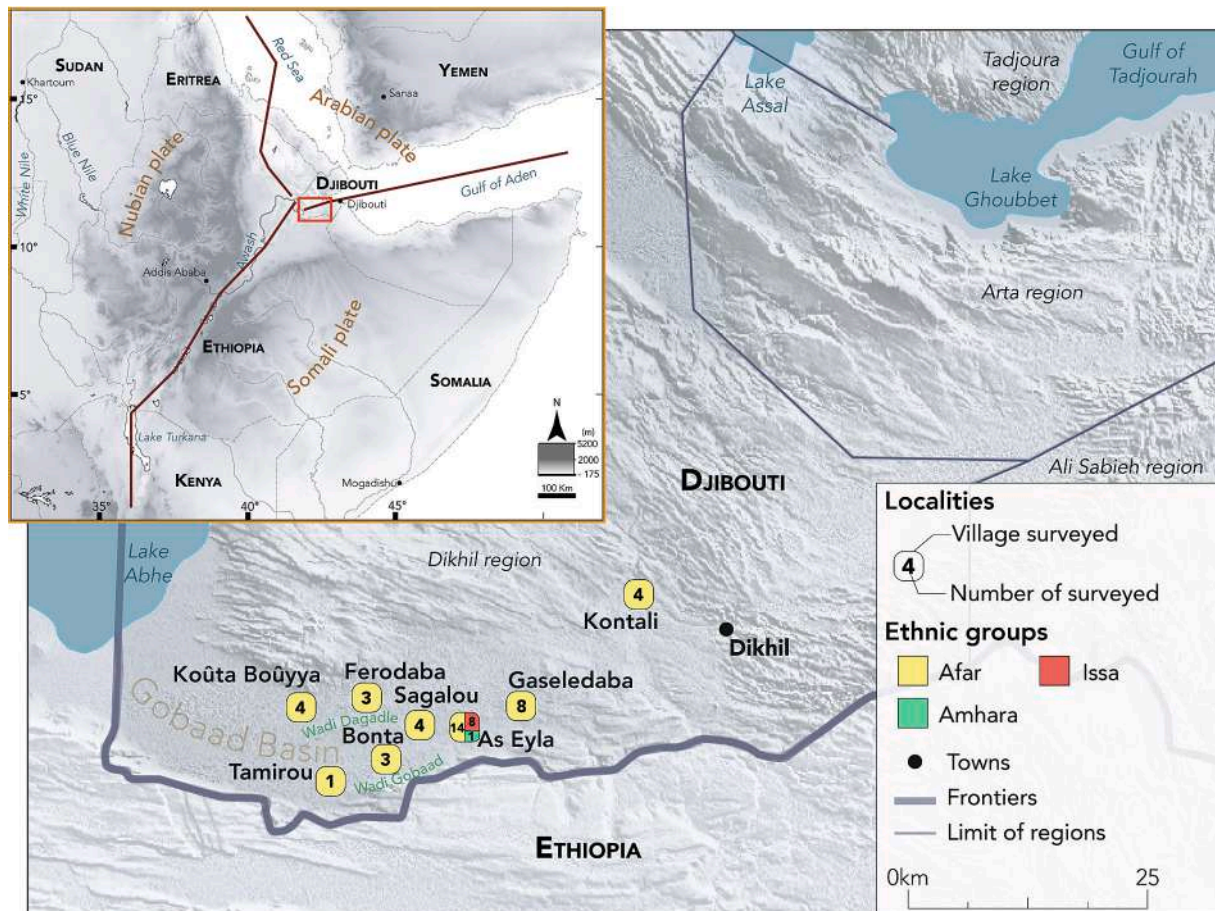 SUDAN
Khartoum
ERITREA
Red Sea
YEMEN
Sanaa
15°
White Nile
Blue Nile
Nubian plate
Arabian plate
DJIBOUTI
Djibouti
Gulf of Aden
10°
Awash
Addis Ababa
ETHIOPIA
Somali plate
SOMALIA
5°
Lake Turkana
KENYA
Mogadishu
N
(m)
5200
2000
- 175
100 Km
35°
40°
45°
Lake
Assal
Tadjoura
region
Gulf of
Tadjourah
Lake
Ghoubbet
Arta region
DJIBOUTI
Ali Sabieh region
Lake
Abhe
Dikhil region
4
Kontali
Dikhil
Koûta Boûyya
4
Ferodaba
3
Sagalou
4
Gaseledaba
8
14
8
1
As Eyla
Gobaad Basin
Wadi Dagadle
Bonta
3
Tamirou
1
Wadi Gobaad
ETHIOPIA
Localities
Village surveyed
4
Number of surveyed
Ethnic groups
Afar
Issa
Amhara
Towns
Frontiers
Limit of regions
0km
25